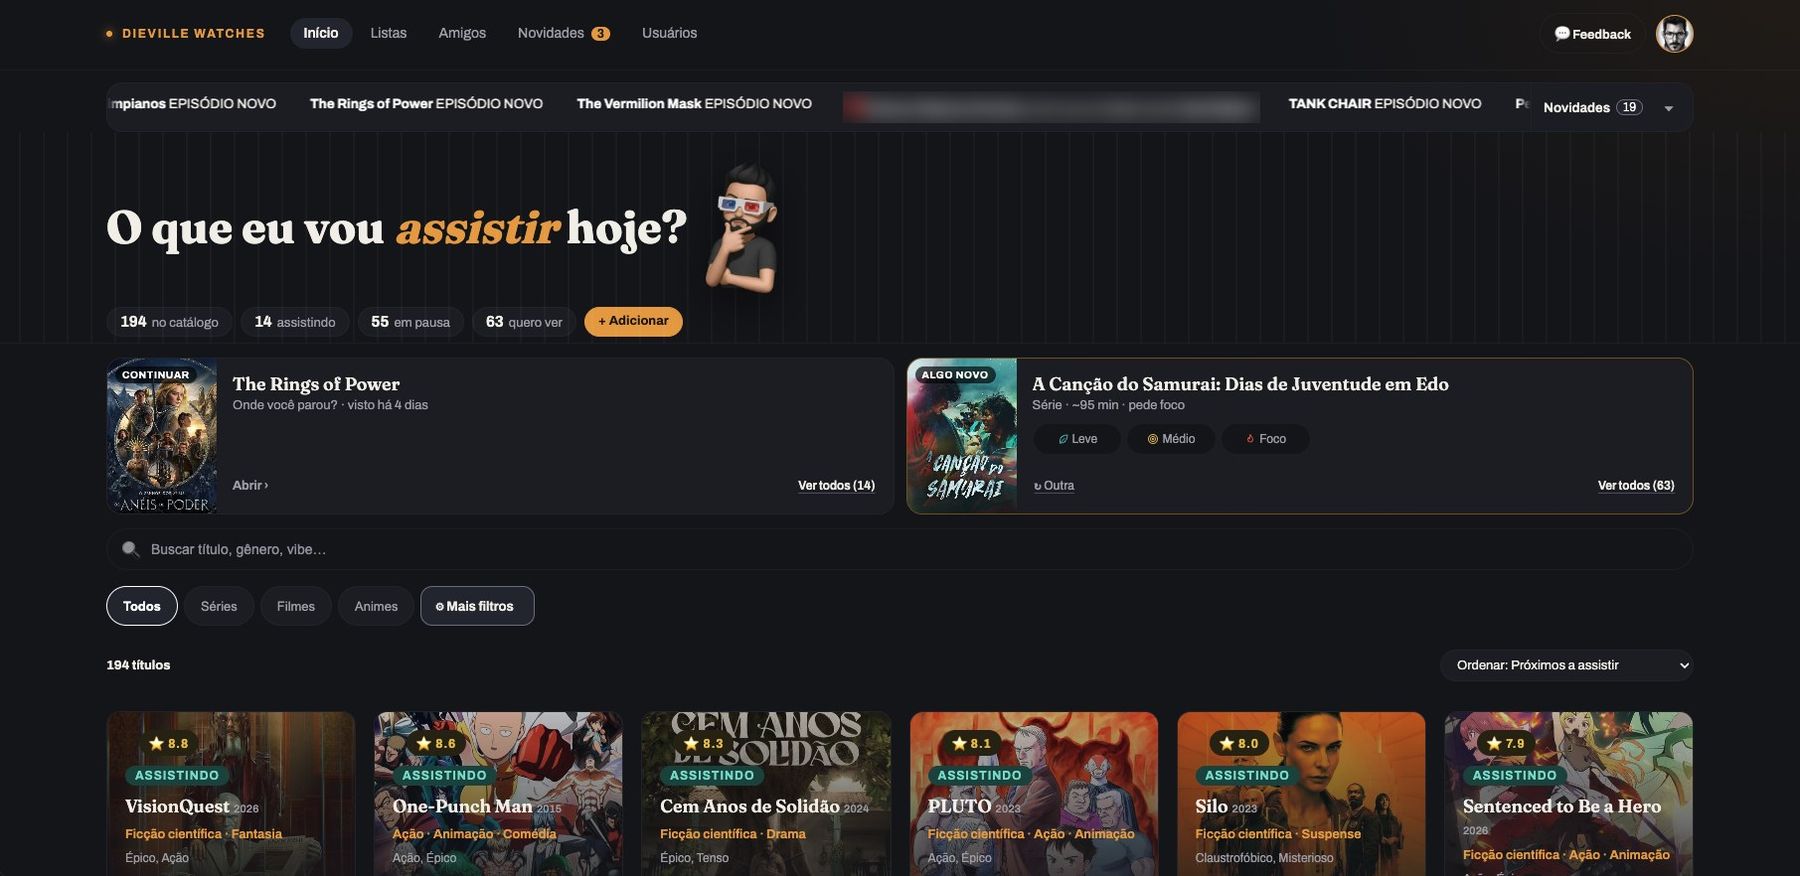 DIEVILLE WATCHES Início Listas Amigos Novidades 3 Usuários Feedback
mpianos EPISÓDIO NOVO The Rings of Power EPISÓDIO NOVO The Vermilion Mask EPISÓDIO NOVO TANK CHAIR EPISÓDIO NOVO Novidades 19
O que eu vou assistir hoje?
194 no catálogo 14 assistindo 55 em pausa 63 quero ver + Adicionar
CONTINUAR
The Rings of Power
Onde você parou? · visto há 4 dias
Abrir › Ver todos (14)
ANÉIS DE PODER
ALGO NOVO
A Canção do Samurai: Dias de Juventude em Edo
Série · ~95 min · pede foco
Leve Médio Foco
↻ Outra Ver todos (63)
A CANÇÃO DO
SAMURAI
Buscar título, gênero, vibe...
Todos Séries Filmes Animes Mais filtros
194 títulos Ordenar: Próximos a assistir
8.8
ASSISTINDO
VisionQuest 2026
Ficção científica · Fantasia
Épico, Ação
8.6
ASSISTINDO
One-Punch Man 2015
Ação · Animação · Comédia
Ação, Épico
CEM ANOS
DE SOLIDÃO
8.3
ASSISTINDO
Cem Anos de Solidão 2024
Ficção científica · Drama
Épico, Tenso
8.1
ASSISTINDO
PLUTO 2023
Ficção científica · Ação · Animação
Ação, Épico
8.0
ASSISTINDO
Silo 2023
Ficção científica · Suspense
Claustrofóbico, Misterioso
7.9
ASSISTINDO
Sentenced to Be a Hero
2026
Ficção científica · Ação · Animação